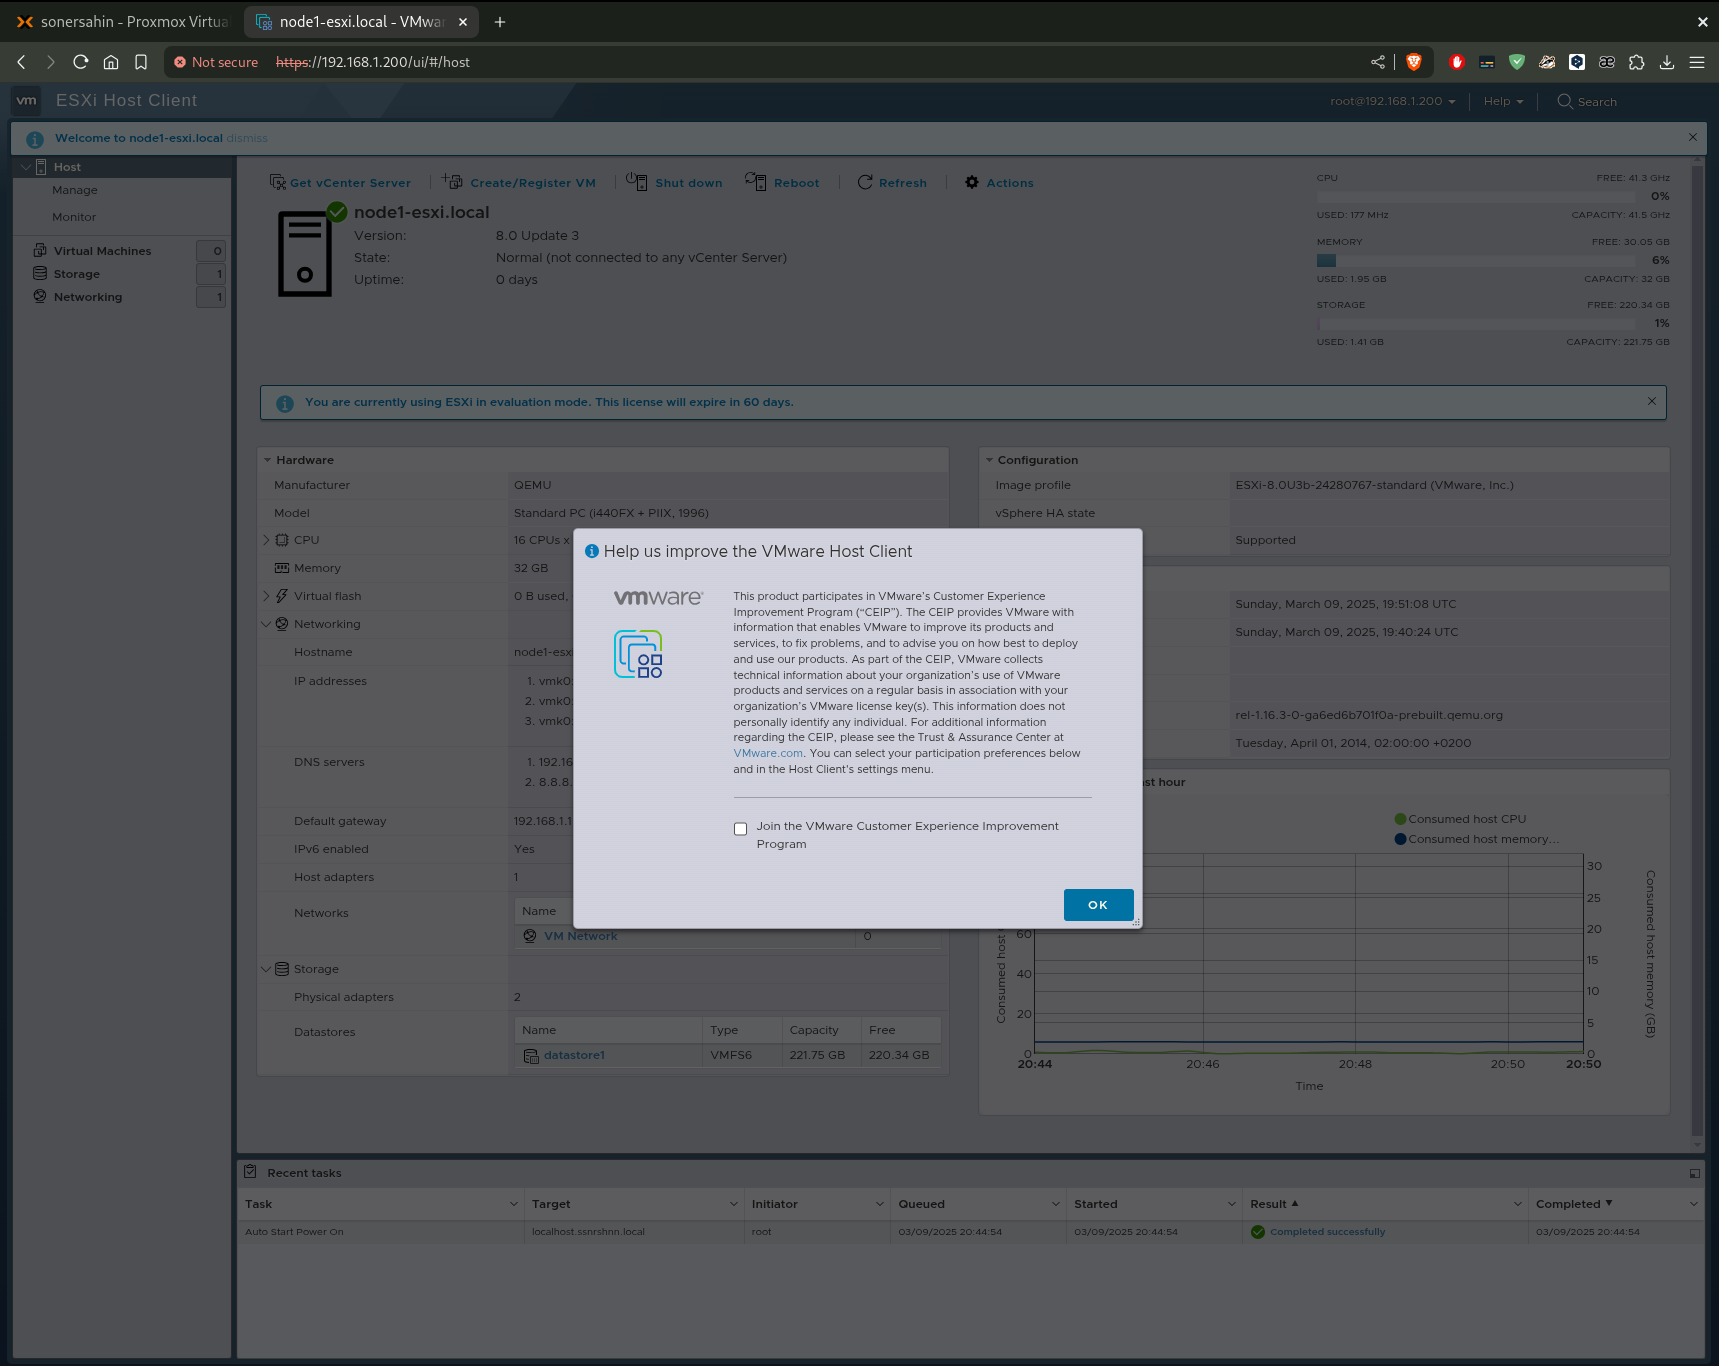 sonersahin - Proxmox Virtua
node1-esxi.local - VMwar
Not secure https://192.168.1.200/ui/#/host
vm ESXi Host Client
root@192.168.1.200 Help Search
Welcome to node1-esxi.local dismiss
Host
Manage
Monitor
Virtual Machines 0
Storage 1
Networking 1
Get vCenter Server Create/Register VM Shut down Reboot Refresh Actions
node1-esxi.local
Version: 8.0 Update 3
State: Normal (not connected to any vCenter Server)
Uptime: 0 days
CPU FREE: 41.3 GHz
0%
USED: 177 MHz CAPACITY: 41.5 GHz
MEMORY FREE: 30.05 GB
6%
USED: 1.95 GB CAPACITY: 32 GB
STORAGE FREE: 220.34 GB
1%
USED: 1.41 GB CAPACITY: 221.75 GB
You are currently using ESXi in evaluation mode. This license will expire in 60 days.
Hardware
Manufacturer QEMU
Model Standard PC (i440FX + PIIX, 1996)
CPU 16 CPUs x
Memory 32 GB
Virtual flash 0 B used,
Networking
Hostname node1-esx
IP addresses 1. vmk0:
2. vmk0:
3. vmk0:
DNS servers 1. 192.16
2. 8.8.8.
Default gateway 192.168.1.1
IPv6 enabled Yes
Host adapters 1
Networks Name
VM Network 0
Storage
Physical adapters 2
Datastores Name Type Capacity Free
datastore1 VMFS6 221.75 GB 220.34 GB
Configuration
Image profile ESXi-8.0U3b-24280767-standard (VMware, Inc.)
vSphere HA state
Supported
Sunday, March 09, 2025, 19:51:08 UTC
Sunday, March 09, 2025, 19:40:24 UTC
rel-1.16.3-0-ga6ed6b701f0a-prebuilt.qemu.org
Tuesday, April 01, 2014, 02:00:00 +0200
st hour
Consumed host CPU
Consumed host memory...
Consumed host
60
40
20
0
30
25
20
15
10
5
0
Consumed host memory (GB)
20:44 20:46 20:48 20:50 20:50
Time
Help us improve the VMware Host Client
vmware
This product participates in VMware's Customer Experience
Improvement Program (“CEIP”). The CEIP provides VMware with
information that enables VMware to improve its products and
services, to fix problems, and to advise you on how best to deploy
and use our products. As part of the CEIP, VMware collects
technical information about your organization's use of VMware
products and services on a regular basis in association with your
organization's VMware license key(s). This information does not
personally identify any individual. For additional information
regarding the CEIP, please see the Trust & Assurance Center at
VMware.com. You can select your participation preferences below
and in the Host Client's settings menu.
Join the VMware Customer Experience Improvement
Program
OK
Recent tasks
Task Target Initiator Queued Started Result Completed
Auto Start Power On localhost.ssnrshnn.local root 03/09/2025 20:44:54 03/09/2025 20:44:54 Completed successfully 03/09/2025 20:44:54